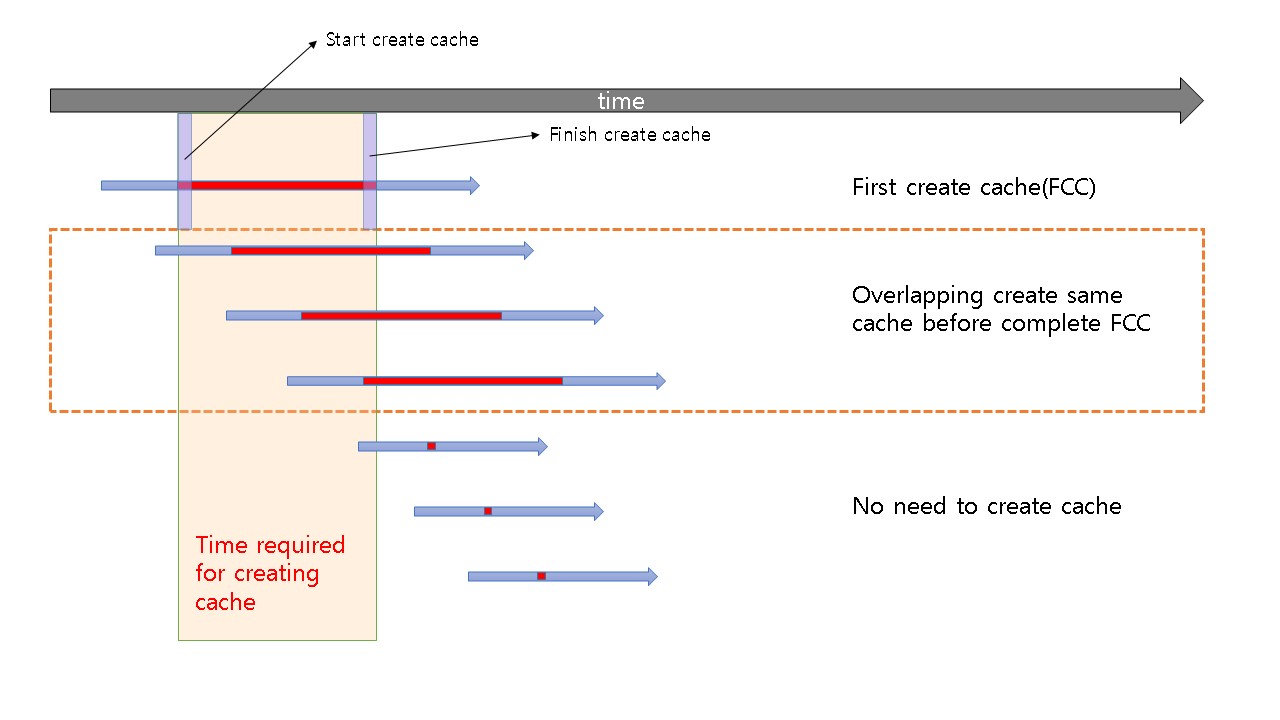 Start create cache
time
Finish create cache
First create cache(FCC)
Overlapping create same
cache before complete FCC
No need to create cache
Time required
for creating
cache